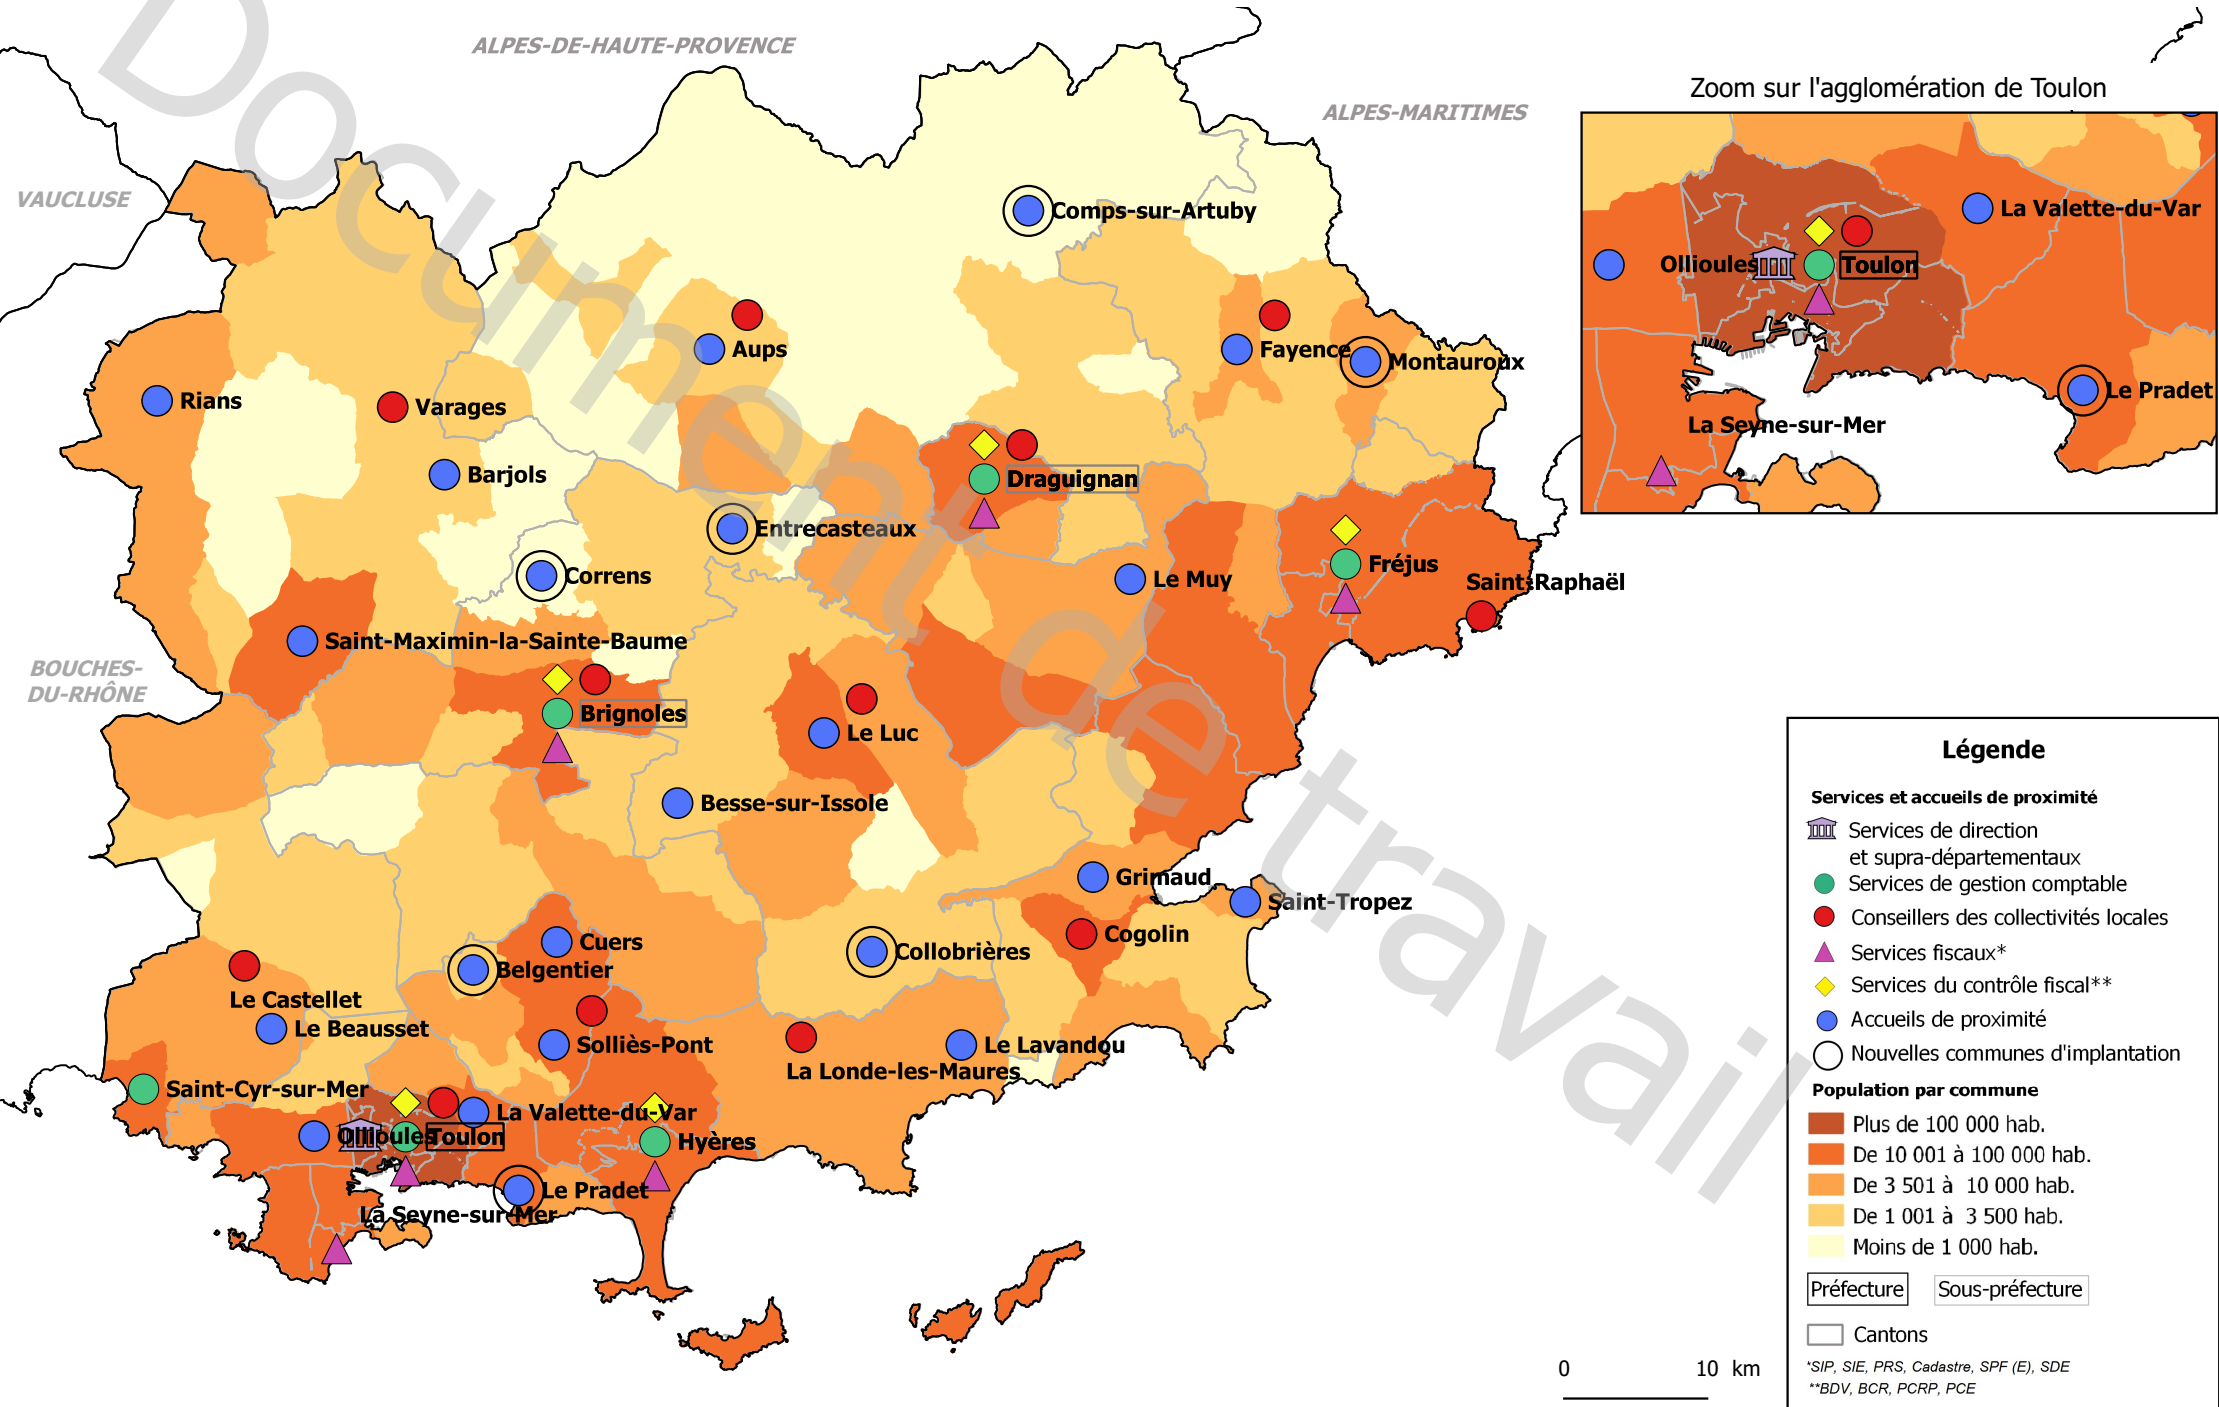 ALPES-DE-HAUTE-PROVENCE
Zoom sur l'agglomération de Toulon
ALPES-MARITIMES
VAUCLUSE
La Valette-du-Var
Ollioules
Toulon
Le Pradet
La Seyne-sur-Mer
Comps-sur-Artuby
Aups
Fayence
Montauroux
Rians
Varages
Barjols
Draguignan
Entrecasteaux
Fréjus
Correns
Le Muy
Saint-Raphaël
Saint-Maximin-la-Sainte-Baume
BOUCHES-
DU-RHÔNE
Brignoles
Le Luc
Besse-sur-Issole
Grimaud
Saint-Tropez
Cogolin
Cuers
Collobrières
Belgentier
Le Castellet
Le Beausset
Solliès-Pont
Le Lavandou
La Londe-les-Maures
Saint-Cyr-sur-Mer
La Valette-du-Var
Ollioules
Toulon
Hyères
Le Pradet
La Seyne-sur-Mer
Document de travail
Légende
Services et accueils de proximité
Services de direction
et supra-départementaux
Services de gestion comptable
Conseillers des collectivités locales
Services fiscaux*
Services du contrôle fiscal**
Accueils de proximité
Nouvelles communes d'implantation
Population par commune
Plus de 100 000 hab.
De 10 001 à 100 000 hab.
De 3 501 à 10 000 hab.
De 1 001 à 3 500 hab.
Moins de 1 000 hab.
Préfecture Sous-préfecture
Cantons
*SIP, SIE, PRS, Cadastre, SPF (E), SDE
**BDV, BCR, PCRP, PCE
0 10 km